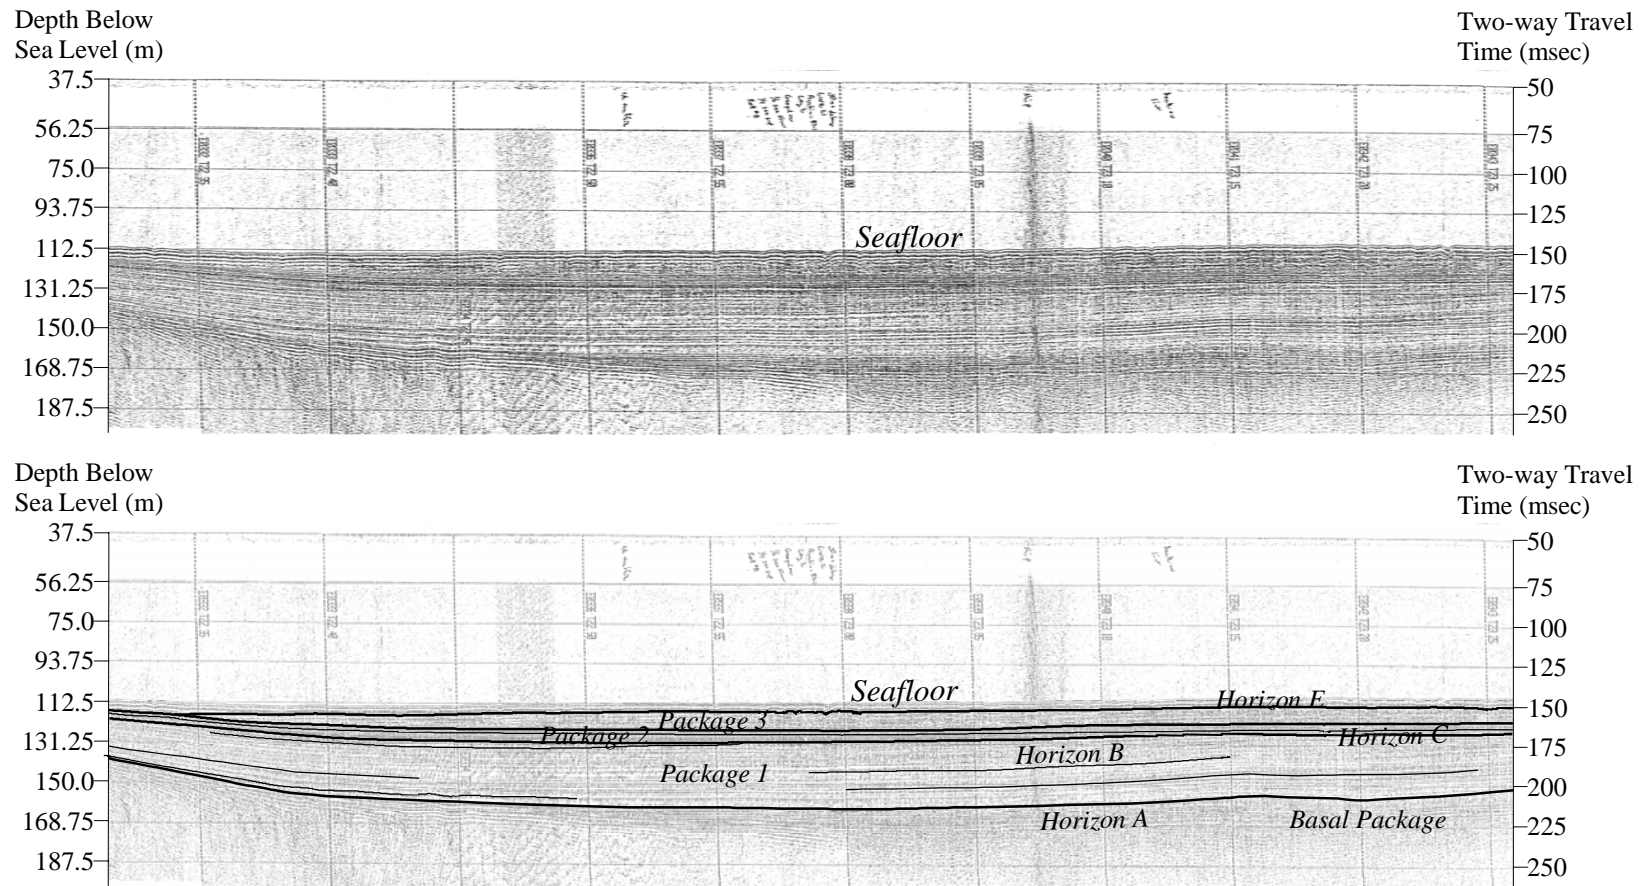 Depth Below
Sea Level (m)
Two-way Travel
Time (msec)
37.5
56.25
75.0
93.75
112.5
131.25
150.0
168.75
187.5
50
75
100
125
150
175
200
225
250
Seafloor
Depth Below
Sea Level (m)
Two-way Travel
Time (msec)
37.5
56.25
75.0
93.75
112.5
131.25
150.0
168.75
187.5
50
75
100
125
150
175
200
225
250
Seafloor
Horizon E
Package 3
Package 2
Horizon C
Horizon B
Package 1
Horizon A
Basal Package